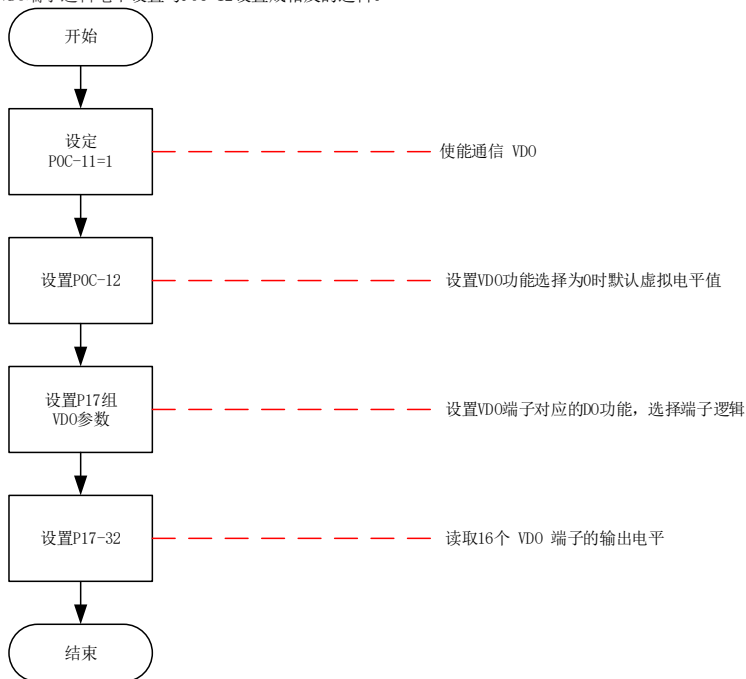 开始
设定
P0C-11=1
使能通信 VDO
设置P0C-12
设置VDO功能选择为0时默认虚拟电平值
设置P17组
VDO参数
设置VDO端子对应的DO功能，选择端子逻辑
设置P17-32
读取16个 VDO 端子的输出电平
结束